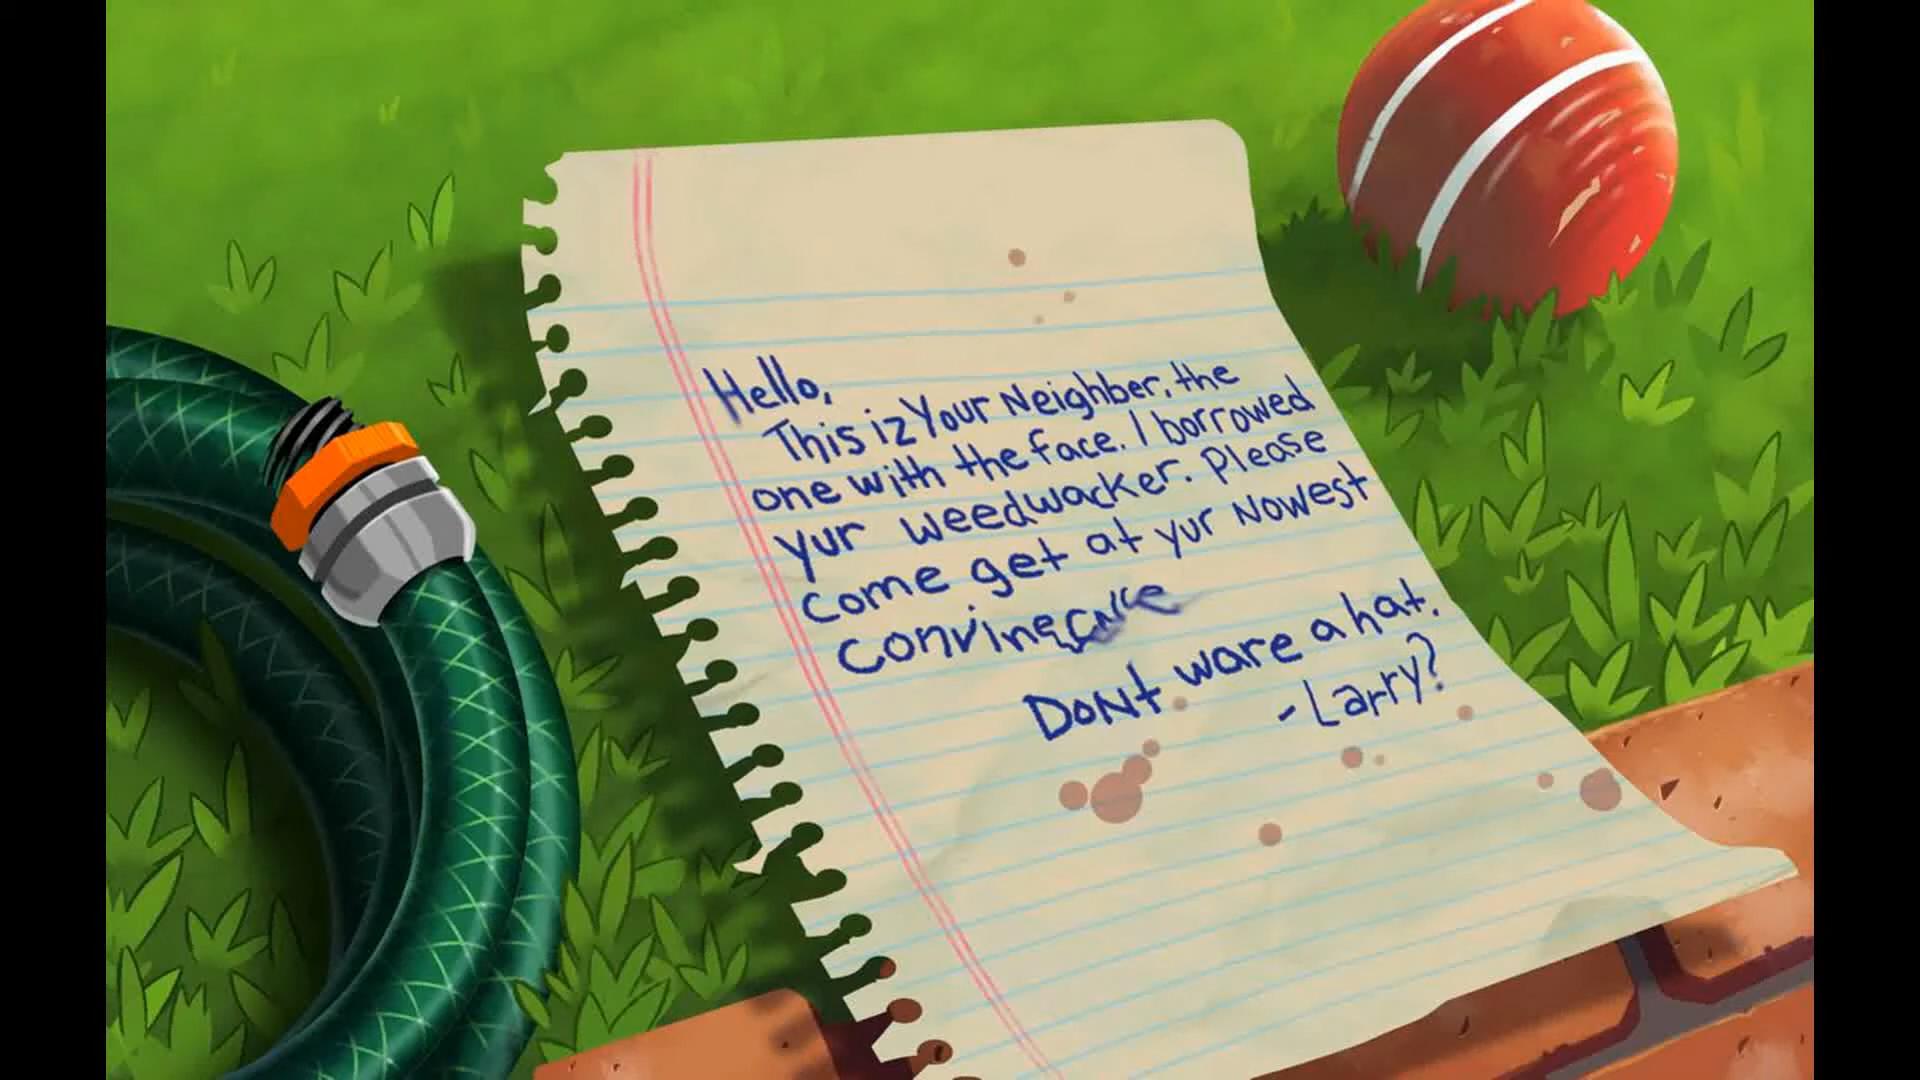 Hello,
This iz Your Neighber, the
one with the face. I borrowed
yur weedwacker. Please
come get at yur Nowest
convinecnce
Dont ware a hat.
- Larry?